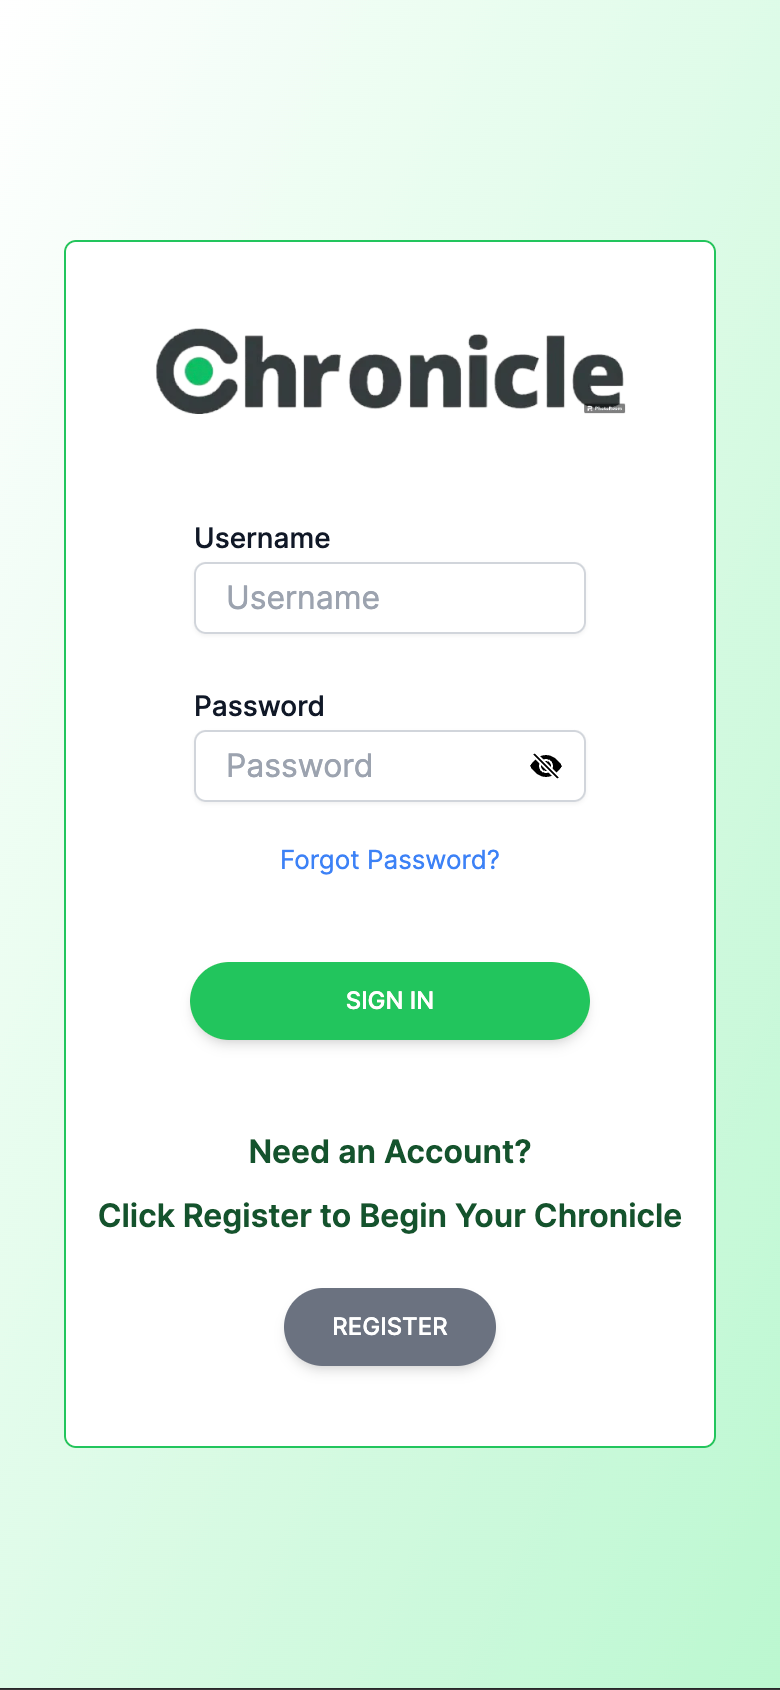 Chronicle
Username
Username
Password
Password
Forgot Password?
SIGN IN
Need an Account?
Click Register to Begin Your Chronicle
REGISTER